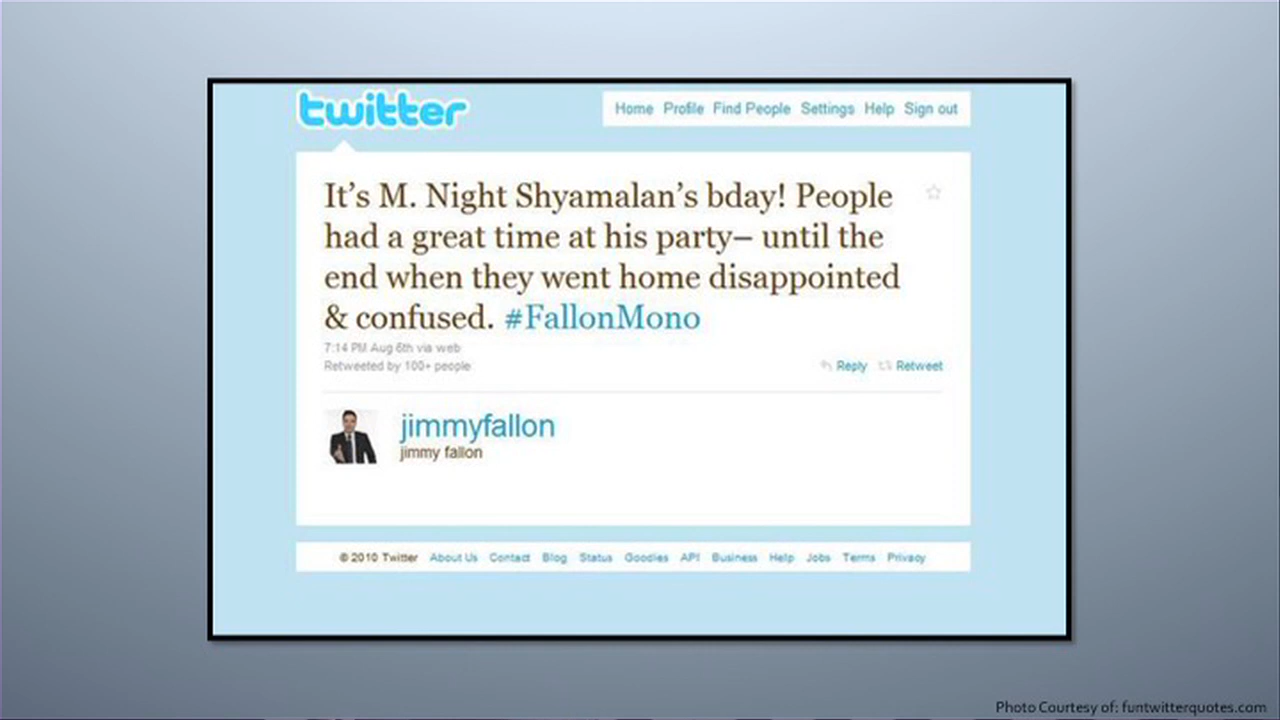 twitter
Home Profile Find People Settings Help Sign out
It's M. Night Shyamalan's bday! People
had a great time at his party– until the
end when they went home disappointed
& confused. #FallonMono
7:14 PM Aug 6th via web
Retweeted by 100+ people
Reply Retweet
jimmyfallon
jimmy fallon
© 2010 Twitter About Us Contact Blog Status Goodies API Business Help Jobs Terms Privacy
Photo Courtesy of: funtwitterquotes.com